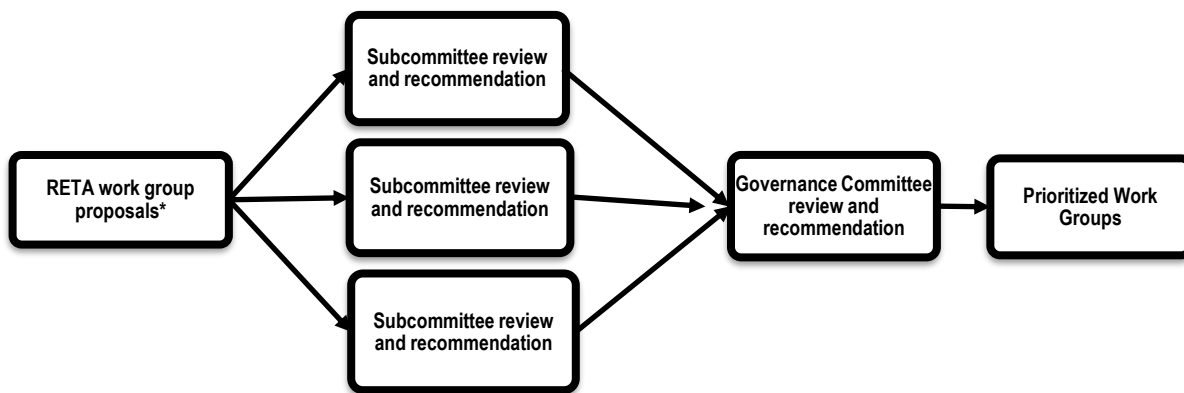 RETA work group
proposals*
Subcommittee review
and recommendation
Subcommittee review
and recommendation
Subcommittee review
and recommendation
Governance Committee
review and
recommendation
Prioritized Work
Groups